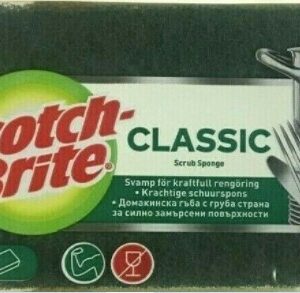 otch-
Brite
CLASSIC
Scrub Sponge
Svamp för kraftfull rengöring
• Krachtige schuurspons
• Домакинска гъба с груба страна
за силно замърсени повърхности